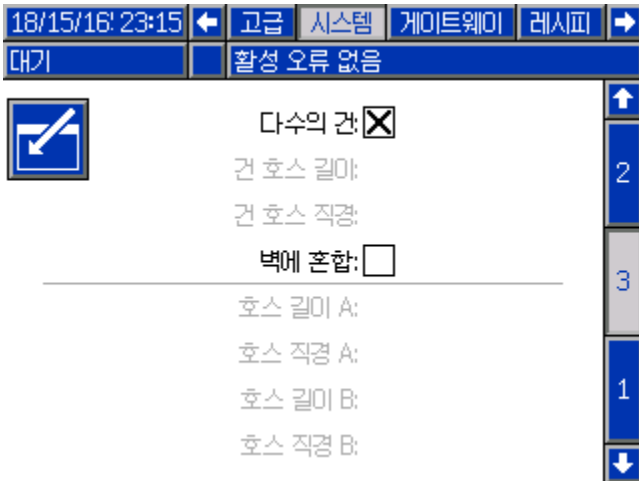 18/15/16' 23:15 고급 시스템 게이트웨이 레시피
대기 활성 오류 없음
다수의 건:
건 호스 길이:
건 호스 직경:
벽에 혼합:
호스 길이 A:
호스 직경 A:
호스 길이 B:
호스 직경 B:
2
3
1